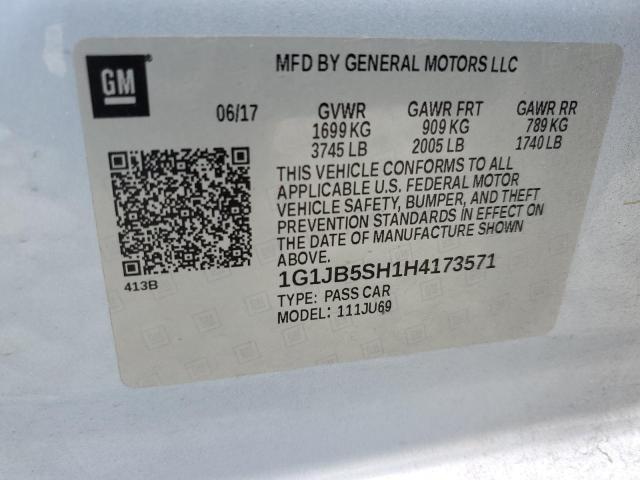 GM
MFD BY GENERAL MOTORS LLC
06/17 GVWR GAWR FRT GAWR RR
1699 KG 909 KG 789 KG
3745 LB 2005 LB 1740 LB
THIS VEHICLE CONFORMS TO ALL
APPLICABLE U.S. FEDERAL MOTOR
VEHICLE SAFETY, BUMPER, AND THEFT
PREVENTION STANDARDS IN EFFECT ON
THE DATE OF MANUFACTURE SHOWN
ABOVE.
413B
1G1JB5SH1H4173571
TYPE: PASS CAR
MODEL: 111JU69